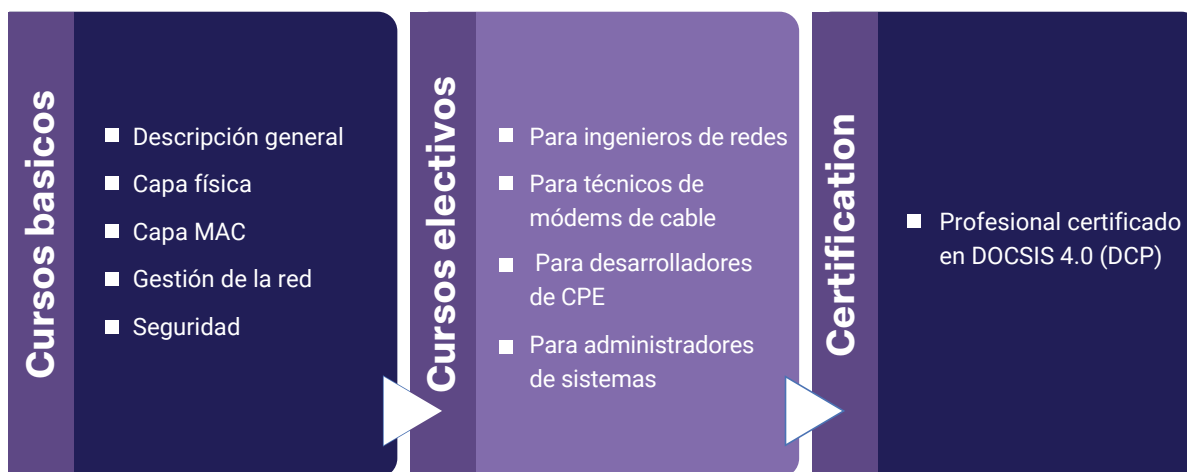 Cursos basicos
Descripción general
Capa física
Capa MAC
Gestión de la red
Seguridad
Cursos electivos
Para ingenieros de redes
Para técnicos de
módems de cable
Para desarrolladores
de CPE
Para administradores
de sistemas
Certification
Profesional certificado
en DOCSIS 4.0 (DCP)